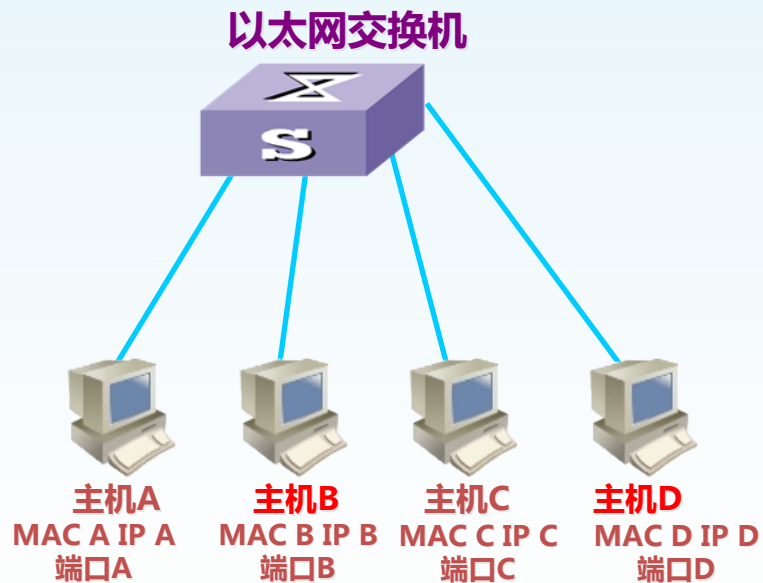 以太网交换机
S
主机A 主机B 主机C 主机D
MAC A IP A MAC B IP B MAC C IP C MAC D IP D
端口A 端口B 端口C 端口D